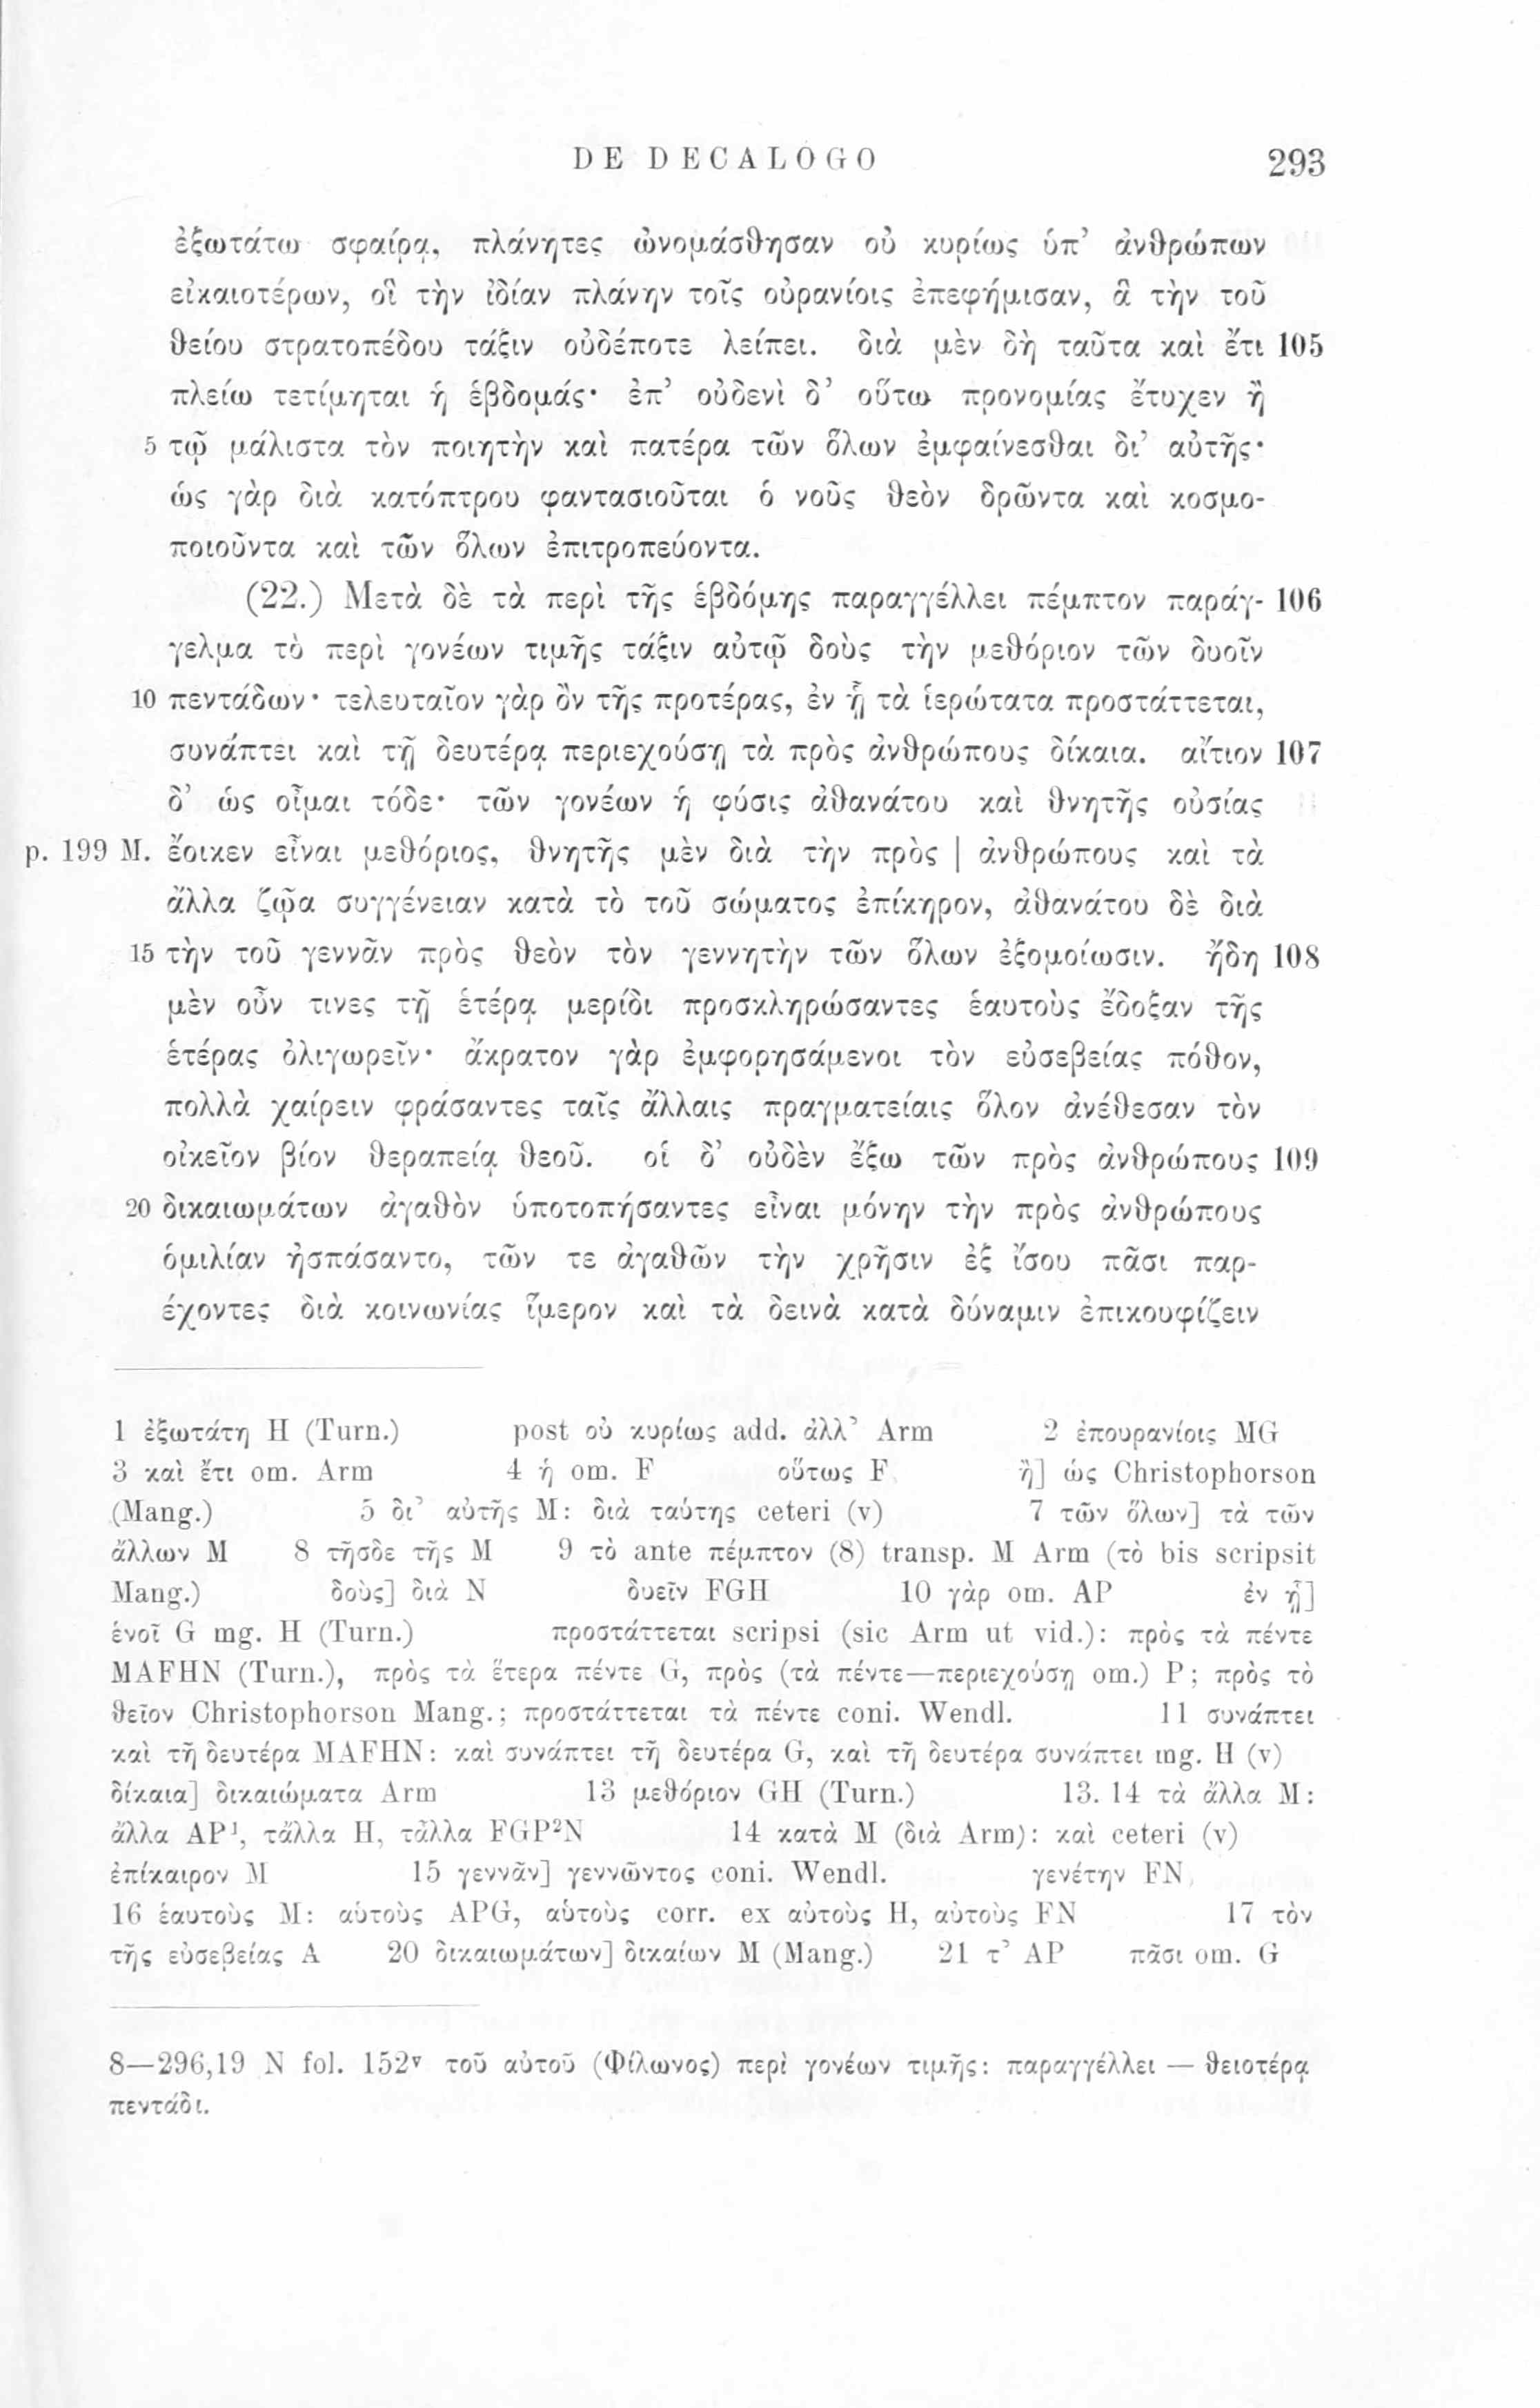 DE DECALOGO 293
ἐξωτάτω σφαίρᾳ, πλάνητες ὠνομάσθησαν οὐ κυρίως ὑπ’ ἀνθρώπων
εἰκαιοτέρων, οἳ τὴν ἰδίαν πλάνην τοῖς οὐρανίοις ἐπεφήμισαν, ἃ τὴν τοῦ
θείου στρατοπέδου τάξιν οὐδέποτε λείπει. διὰ μὲν δὴ ταῦτα καὶ ἔτι 105
πλείω τετίμηται ἡ ἑβδομάς· ἐπ’ οὐδενὶ δ’ οὕτω προνομίας ἔτυχεν ἢ
5 τῷ μάλιστα τὸν ποιητὴν καὶ πατέρα τῶν ὅλων ἐμφαίνεσθαι δι’ αὐτῆς·
ὡς γὰρ διὰ κατόπτρου φαντασιοῦται ὁ νοῦς θεὸν δρῶντα καὶ κοσμο-
ποιοῦντα καὶ τῶν ὅλων ἐπιτροπεύοντα.
(22.) Μετὰ δὲ τὰ περὶ τῆς ἑβδόμης παραγγέλλει πέμπτον παράγ- 106
γελμα τὸ περὶ γονέων τιμῆς τάξιν αὐτῷ δοὺς τὴν μεθόριον τῶν δυοῖν
10 πεντάδων· τελευταῖον γὰρ ὂν τῆς προτέρας, ἐν ᾗ τὰ ἱερώτατα προστάττεται,
συνάπτει καὶ τῇ δευτέρᾳ περιεχούσῃ τὰ πρὸς ἀνθρώπους δίκαια. αἴτιον 107
δ’ ὡς οἶμαι τόδε· τῶν γονέων ἡ φύσις ἀθανάτου καὶ θνητῆς οὐσίας
p. 199 M. ἔοικεν εἶναι μεθόριος, θνητῆς μὲν διὰ τὴν πρὸς | ἀνθρώπους καὶ τὰ
ἄλλα ζῷα συγγένειαν κατὰ τὸ τοῦ σώματος ἐπίκηρον, ἀθανάτου δὲ διὰ
15 τὴν τοῦ γεννᾶν πρὸς θεὸν τὸν γεννητὴν τῶν ὅλων ἐξομοίωσιν. ἤδη 108
μὲν οὖν τινες τῇ ἑτέρᾳ μερίδι προσκληρώσαντες ἑαυτοὺς ἔδοξαν τῆς
ἑτέρας ὀλιγωρεῖν· ἄκρατον γὰρ ἐμφορησάμενοι τὸν εὐσεβείας πόθον,
πολλὰ χαίρειν φράσαντες ταῖς ἄλλαις πραγματείαις ὅλον ἀνέθεσαν τὸν
οἰκεῖον βίον θεραπείᾳ θεοῦ. οἱ δ’ οὐδὲν ἔξω τῶν πρὸς ἀνθρώπους 109
20 δικαιωμάτων ἀγαθὸν ὑποτοπήσαντες εἶναι μόνην τὴν πρὸς ἀνθρώπους
ὁμιλίαν ἠσπάσαντο, τῶν τε ἀγαθῶν τὴν χρῆσιν ἐξ ἴσου πᾶσι παρ-
έχοντες διὰ κοινωνίας ἵμερον καὶ τὰ δεινὰ κατὰ δύναμιν ἐπικουφίζειν
1 ἐξωτάτη H (Turn.) post οὐ κυρίως add. ἀλλ’ Arm 2 ἐπουρανίοις MG
3 καὶ ἔτι om. Arm 4 ἡ om. F οὕτως F ἢ] ὡς Christophorson
(Mang.) 5 δι’ αὐτῆς M: διὰ ταύτης ceteri (v) 7 τῶν ὅλων] τὰ τῶν
ἄλλων M 8 τῆσδε τῆς M 9 τὸ ante πέμπτον (8) transp. M Arm (τὸ bis scripsit
Mang.) δοὺς] διὰ N δυεῖν FGH 10 γὰρ om. AP ἐν ᾗ]
ἑνοῖ G mg. H (Turn.) προστάττεται scripsi (sic Arm ut vid.): πρὸς τὰ πέντε
MAFHN (Turn.), πρὸς τὰ ἕτερα πέντε G, πρὸς (τὰ πέντε—περιεχούσῃ om.) P; πρὸς τὸ
θεῖον Christophorson Mang.; προστάττεται τὰ πέντε coni. Wendl. 11 συνάπτει
καὶ τῇ δευτέρα MAFHN: καὶ συνάπτει τῇ δευτέρα G, καὶ τῇ δευτέρα συνάπτει mg. H (v)
δίκαια] δικαιώματα Arm 13 μεθόριον GH (Turn.) 13. 14 τὰ ἄλλα M:
ἄλλα AP¹, τἄλλα H, τἆλλα FGP²N 14 κατὰ M (διὰ Arm): καὶ ceteri (v)
ἐπίκαιρον M 15 γεννᾶν] γεννῶντος coni. Wendl. γενέτην FN
16 ἑαυτοὺς M: αὑτοὺς APG, αὑτοὺς corr. ex αὐτοὺς H, αὐτοὺς FN 17 τὸν
τῆς εὐσεβείας A 20 δικαιωμάτων] δικαίων M (Mang.) 21 τ’ AP πᾶσι om. G
8—296,19 N fol. 152ᵛ τοῦ αὐτοῦ (Φίλωνος) περὶ γονέων τιμῆς: παραγγέλλει — θειοτέρᾳ
πεντάδι.